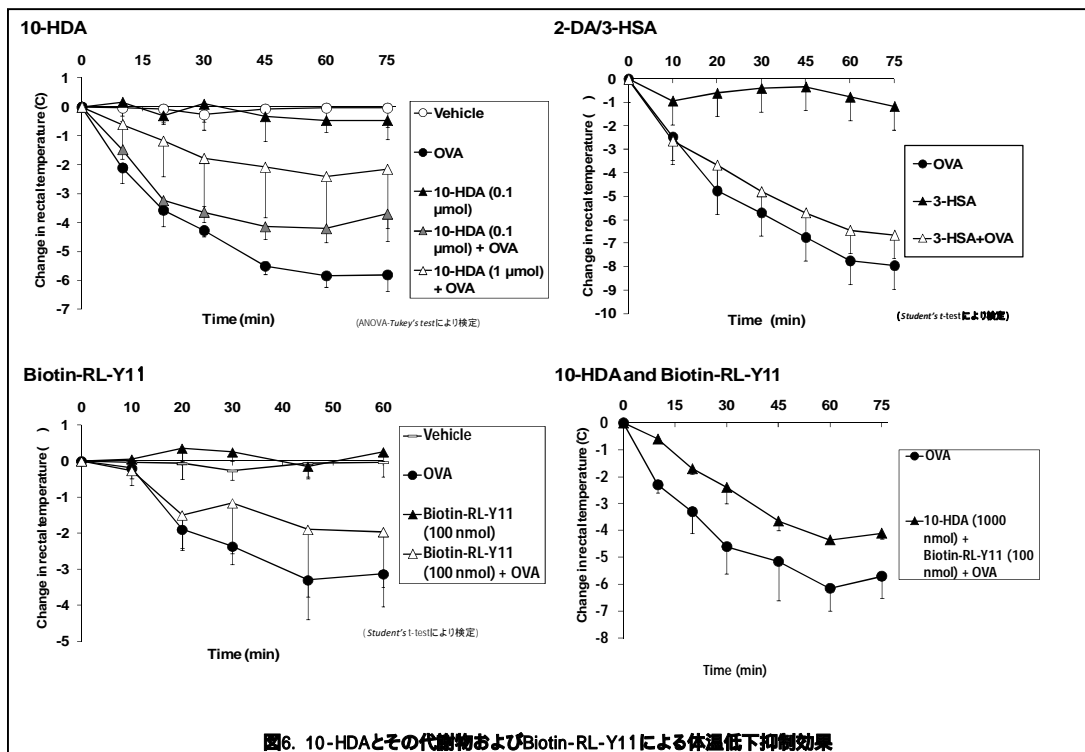 10-HDA
0 15 30 45 60 75
1
0
-1
-2
-3
-4
-5
-6
-7
Change in rectal temperature (C)
Time (min)
Vehicle
OVA
10-HDA (0.1
μmol)
10-HDA (0.1
μmol) + OVA
10-HDA (1 μmol)
+ OVA
(ANOVA-Tukey's testにより検定)
2-DA/3-HSA
0 10 20 30 45 60 75
0
-1
-2
-3
-4
-5
-6
-7
-8
-9
-10
Change in rectal temperature ( )
Time (min)
OVA
3-HSA
3-HSA+OVA
(Student's t-testにより検定)
Biotin-RL-Y11
0 10 20 30 45 60
1
0
-1
-2
-3
-4
-5
Change in rectal temperature ( )
Time (min)
Vehicle
OVA
Biotin-RL-Y11
(100 nmol)
Biotin-RL-Y11
(100 nmol) + OVA
(Student's t-testにより検定)
10-HDA and Biotin-RL-Y11
0 15 30 45 60 75
0
-1
-2
-3
-4
-5
-6
-7
-8
Change in rectal temperature (C)
Time (min)
OVA
10-HDA (1000
nmol) +
Biotin-RL-Y11 (100
nmol) + OVA
図6. 10-HDAとその代謝物およびBiotin-RL-Y11による体温低下抑制効果